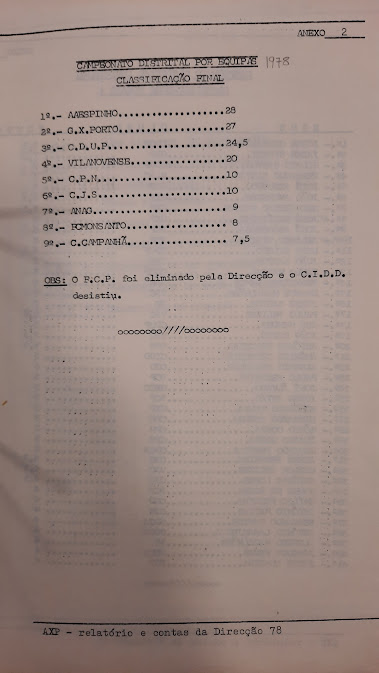 ANEXO 2
CAMPEONATO DISTRITAL POR EQUIPAS 1978
CLASSIFICAÇÃO FINAL
1º.- AAESPINHO....................28
2º.- G.X.PORTO....................27
3º.- C.D.U.P......................24,5
4º.- VILANOVENSE..................20
5º.- C.P.N........................10
6º.- C.J.S........................10
7º.- ANAG......................... 9
8º.- FCMONSANTO................... 8
9º.- C.CAMPANHÃ................... 7,5
OBS: O F.C.P. foi eliminado pela Direcção e o C.I.D.D.
desistiu.
oooooooo////oooooooo
AXP - relatório e contas da Direcção 78